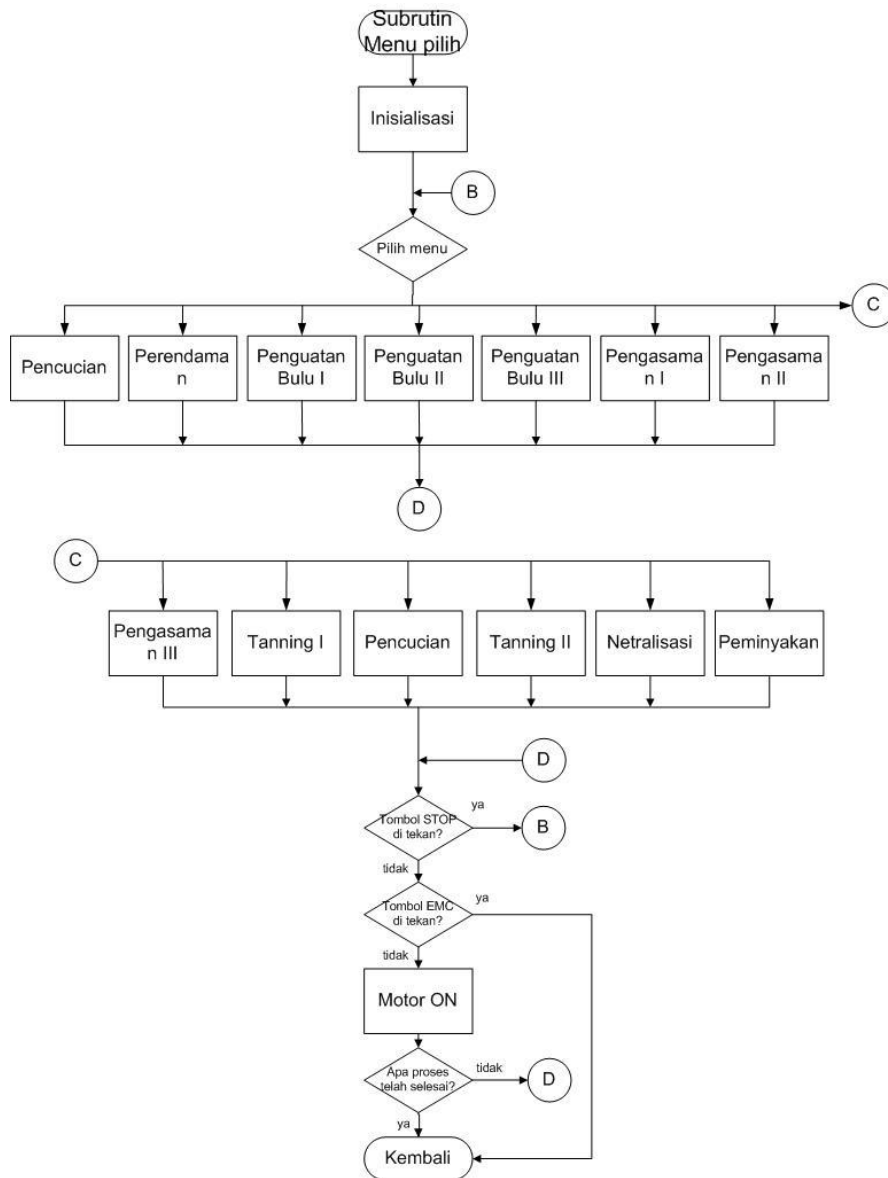 Subrutin
Menu pilih
Inisialisasi
B
Pilih menu
C
Pencucian
Perendama
n
Penguatan
Bulu I
Penguatan
Bulu II
Penguatan
Bulu III
Pengasama
n I
Pengasama
n II
D
C
Pengasama
n III
Tanning I
Pencucian
Tanning II
Netralisasi
Peminyakan
D
Tombol STOP
di tekan?
ya
B
tidak
Tombol EMC
di tekan?
ya
tidak
Motor ON
Apa proses
telah selesai?
tidak
D
ya
Kembali